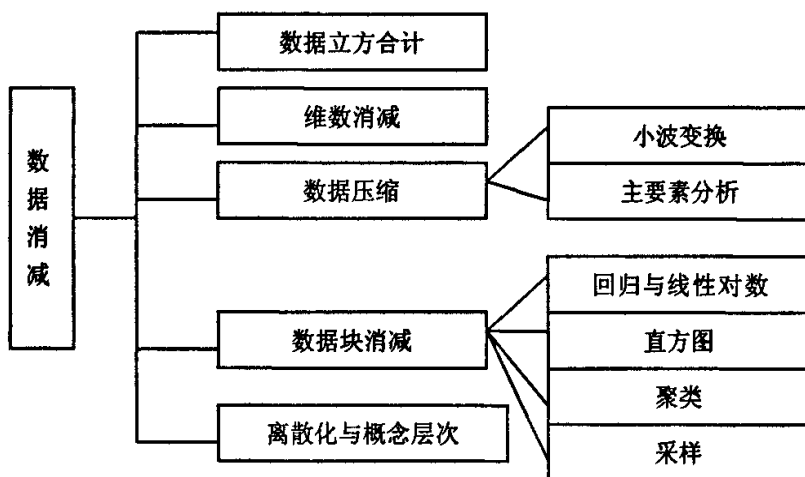 数据消减
数据立方合计
维数消减
数据压缩
小波变换
主要素分析
数据块消减
回归与线性对数
直方图
聚类
采样
离散化与概念层次